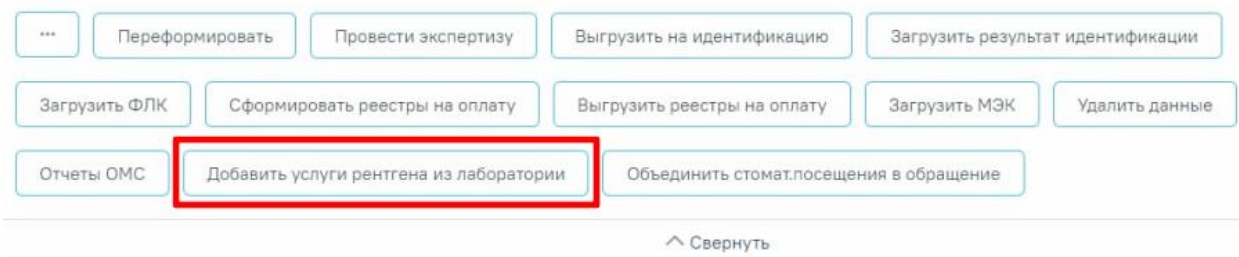 ··· Переформировать Провести экспертизу Выгрузить на идентификацию Загрузить результат идентификации
Загрузить ФЛК Сформировать реестры на оплату Выгрузить реестры на оплату Загрузить МЭК Удалить данные
Отчеты ОМС Добавить услуги рентгена из лаборатории Объединить стомат.посещения в обращение
Свернуть